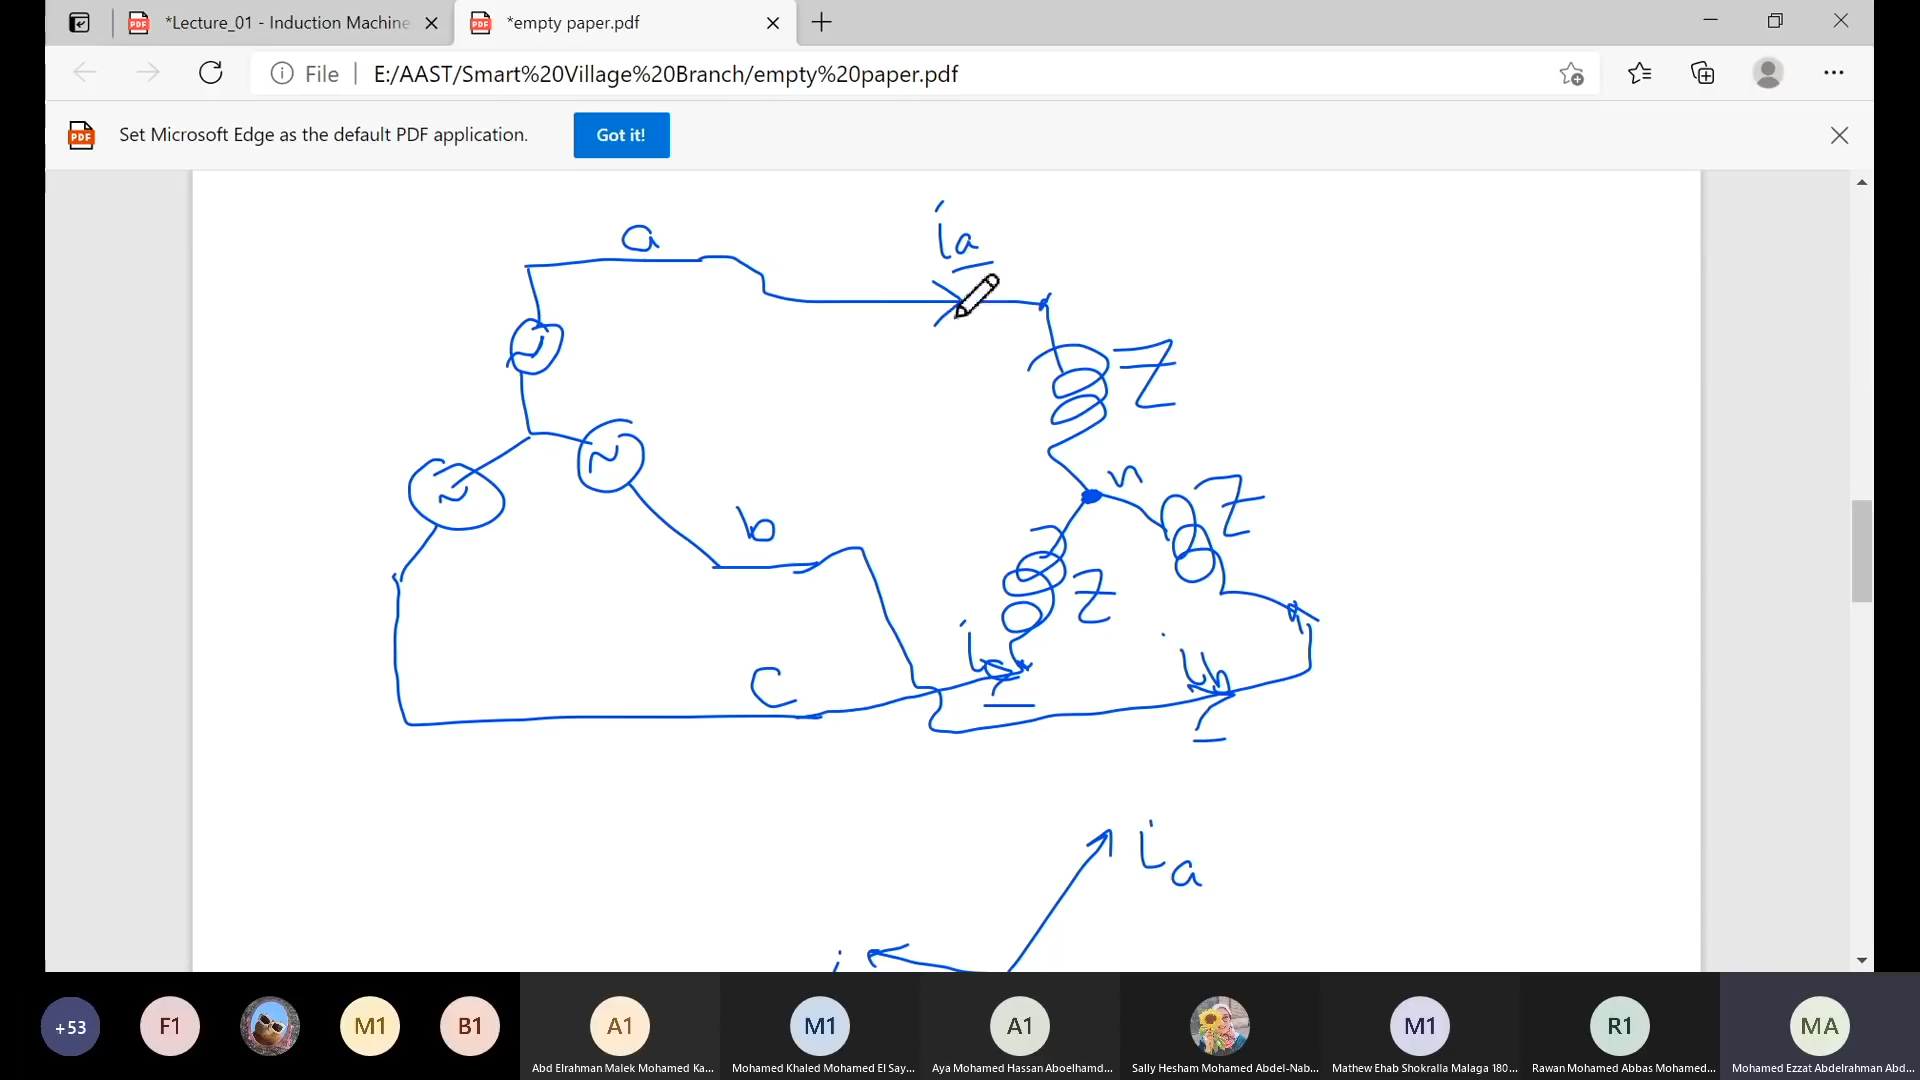 *Lecture_01 - Induction Machine
*empty paper.pdf
File
E:/AAST/Smart%20Village%20Branch/empty%20paper.pdf
PDF
Set Microsoft Edge as the default PDF application.
Got it!
a
ia
Z
n
Z
b
Z
ic
ib
C
ia
i
+53
F1
M1
B1
A1
M1
A1
M1
R1
MA
Abd Elrahman Malek Mohamed Ka...
Mohamed Khaled Mohamed El Say...
Aya Mohamed Hassan Aboelhamd...
Sally Hesham Mohamed Abdel-Nab...
Mathew Ehab Shokralla Malaga 180...
Rawan Mohamed Abbas Mohamed...
Mohamed Ezzat Abdelrahman Abd...